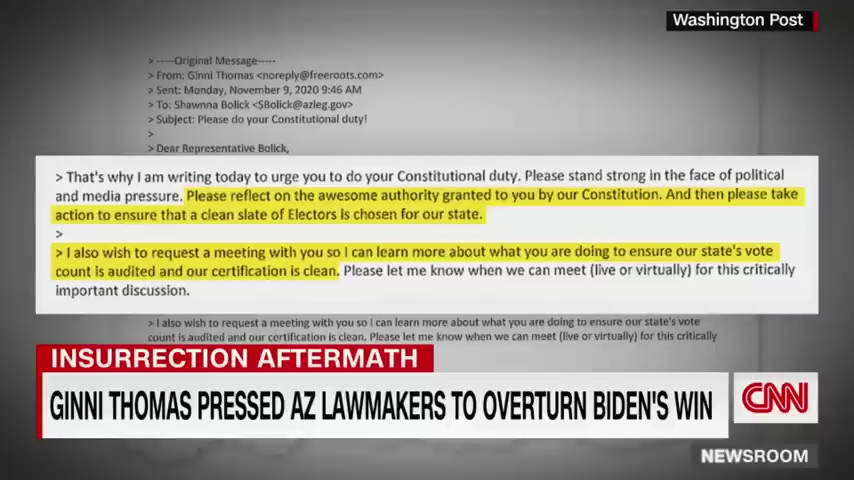 Washington Post
> -----Original Message-----
> From: Ginni Thomas <noreply@freeroots.com>
> Sent: Monday, November 9, 2020 9:46 AM
> To: Shawnna Bolick <SBolick@azleg.gov>
> Subject: Please do your Constitutional duty!
>
> Dear Representative Bolick,
> That's why I am writing today to urge you to do your Constitutional duty. Please stand strong in the face of political
and media pressure. Please reflect on the awesome authority granted to you by our Constitution. And then please take
action to ensure that a clean slate of Electors is chosen for our state.
>
> I also wish to request a meeting with you so I can learn more about what you are doing to ensure our state's vote
count is audited and our certification is clean. Please let me know when we can meet (live or virtually) for this critically
important discussion.
> I also wish to request a meeting with you so I can learn more about what you are doing to ensure our state's vote
count is audited and our certification is clean. Please let me know when we can meet (live or virtually) for this critically
INSURRECTION AFTERMATH
GINNI THOMAS PRESSED AZ LAWMAKERS TO OVERTURN BIDEN'S WIN
CNN
NEWSROOM